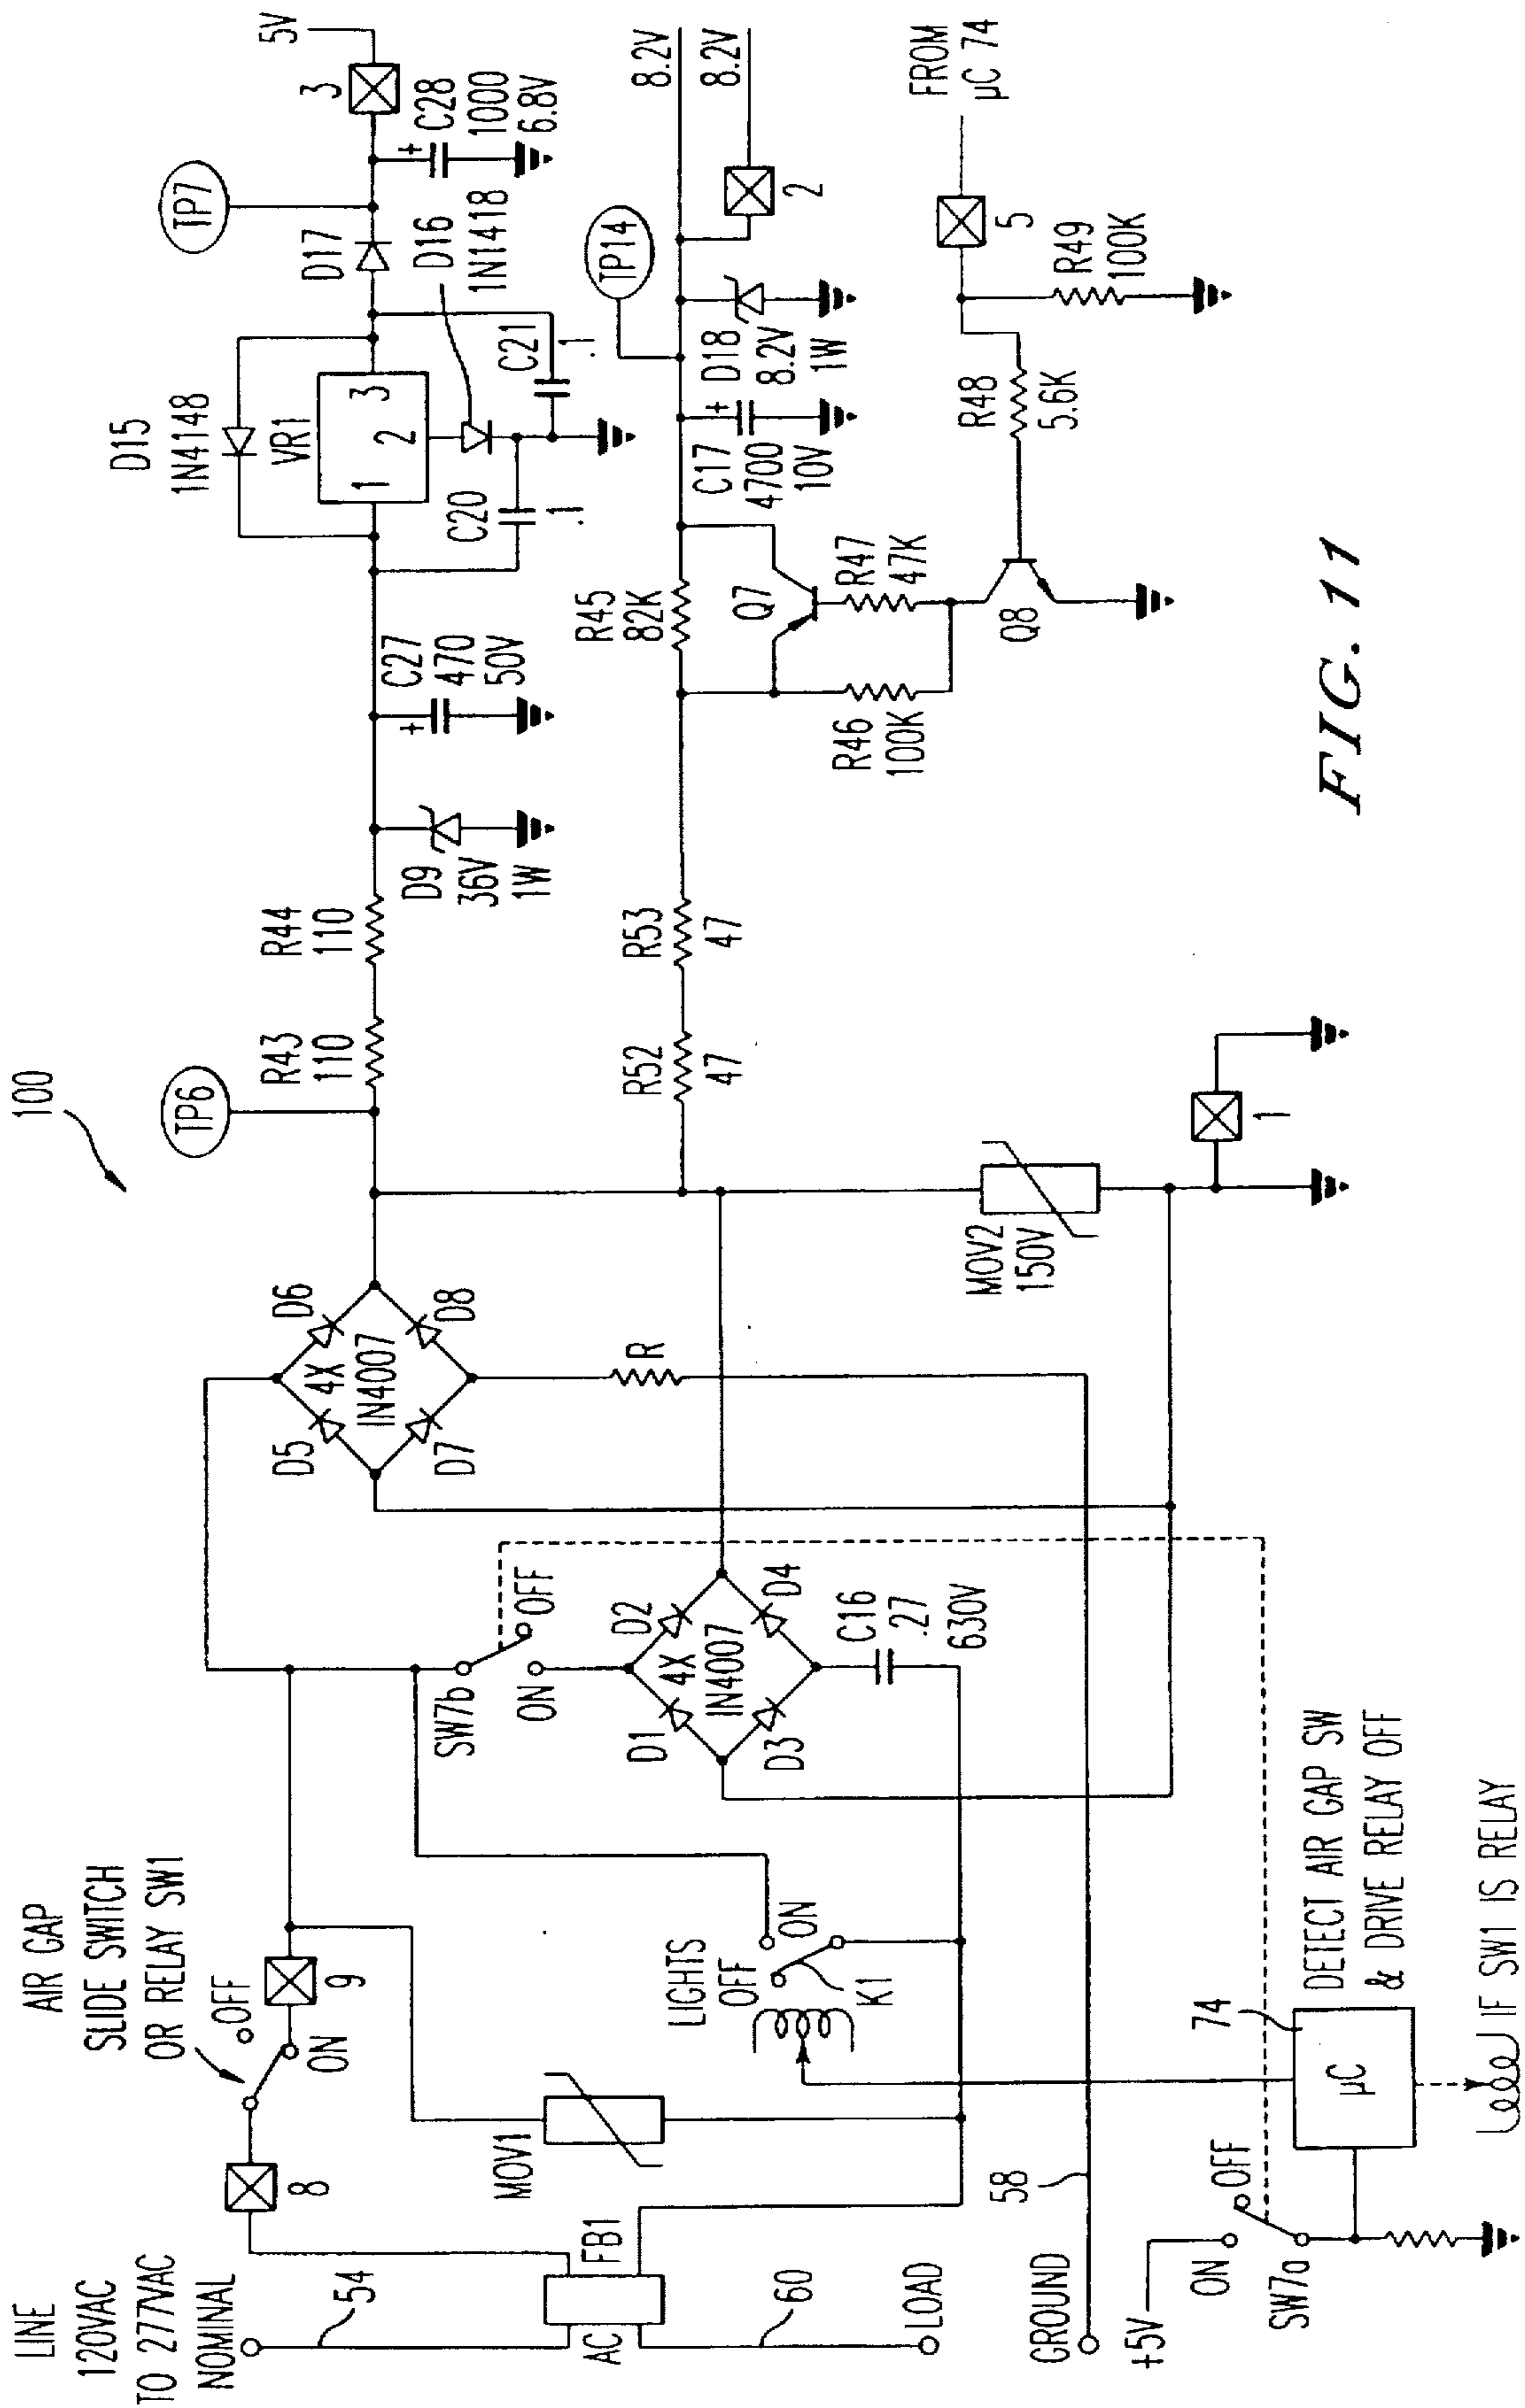 100
LINE
120VAC
TO 277VAC
NOMINAL
54
AC
FB1
60
LOAD
GROUND
58
8
AIR GAP
SLIDE SWITCH
OR RELAY SW1
OFF
ON
9
MOV1
LIGHTS
OFF
ON
K1
SW7b
OFF
ON
D1
D2
4X
IN4007
D3
D4
C16
.27
630V
D5
D6
4X
IN4007
D7
D8
R
+5V
ON
OFF
SW7a
74
μC
DETECT AIR GAP SW
& DRIVE RELAY OFF
IF SW1 IS RELAY
MOV2
150V
1
TP6
R43
110
R44
110
D9
36V
1W
C27
470
50V
D15
1N4148
VR1
1
2
3
C20
.1
C21
.1
D16
1N1418
D17
TP7
C28
1000
6.8V
3
5V
R52
47
R53
47
R45
82K
Q7
R46
100K
R47
47K
Q8
C17
4700
10V
D18
8.2V
1W
TP14
8.2V
8.2V
2
R48
5.6K
R49
100K
5
FROM
μC 74
FIG. 11